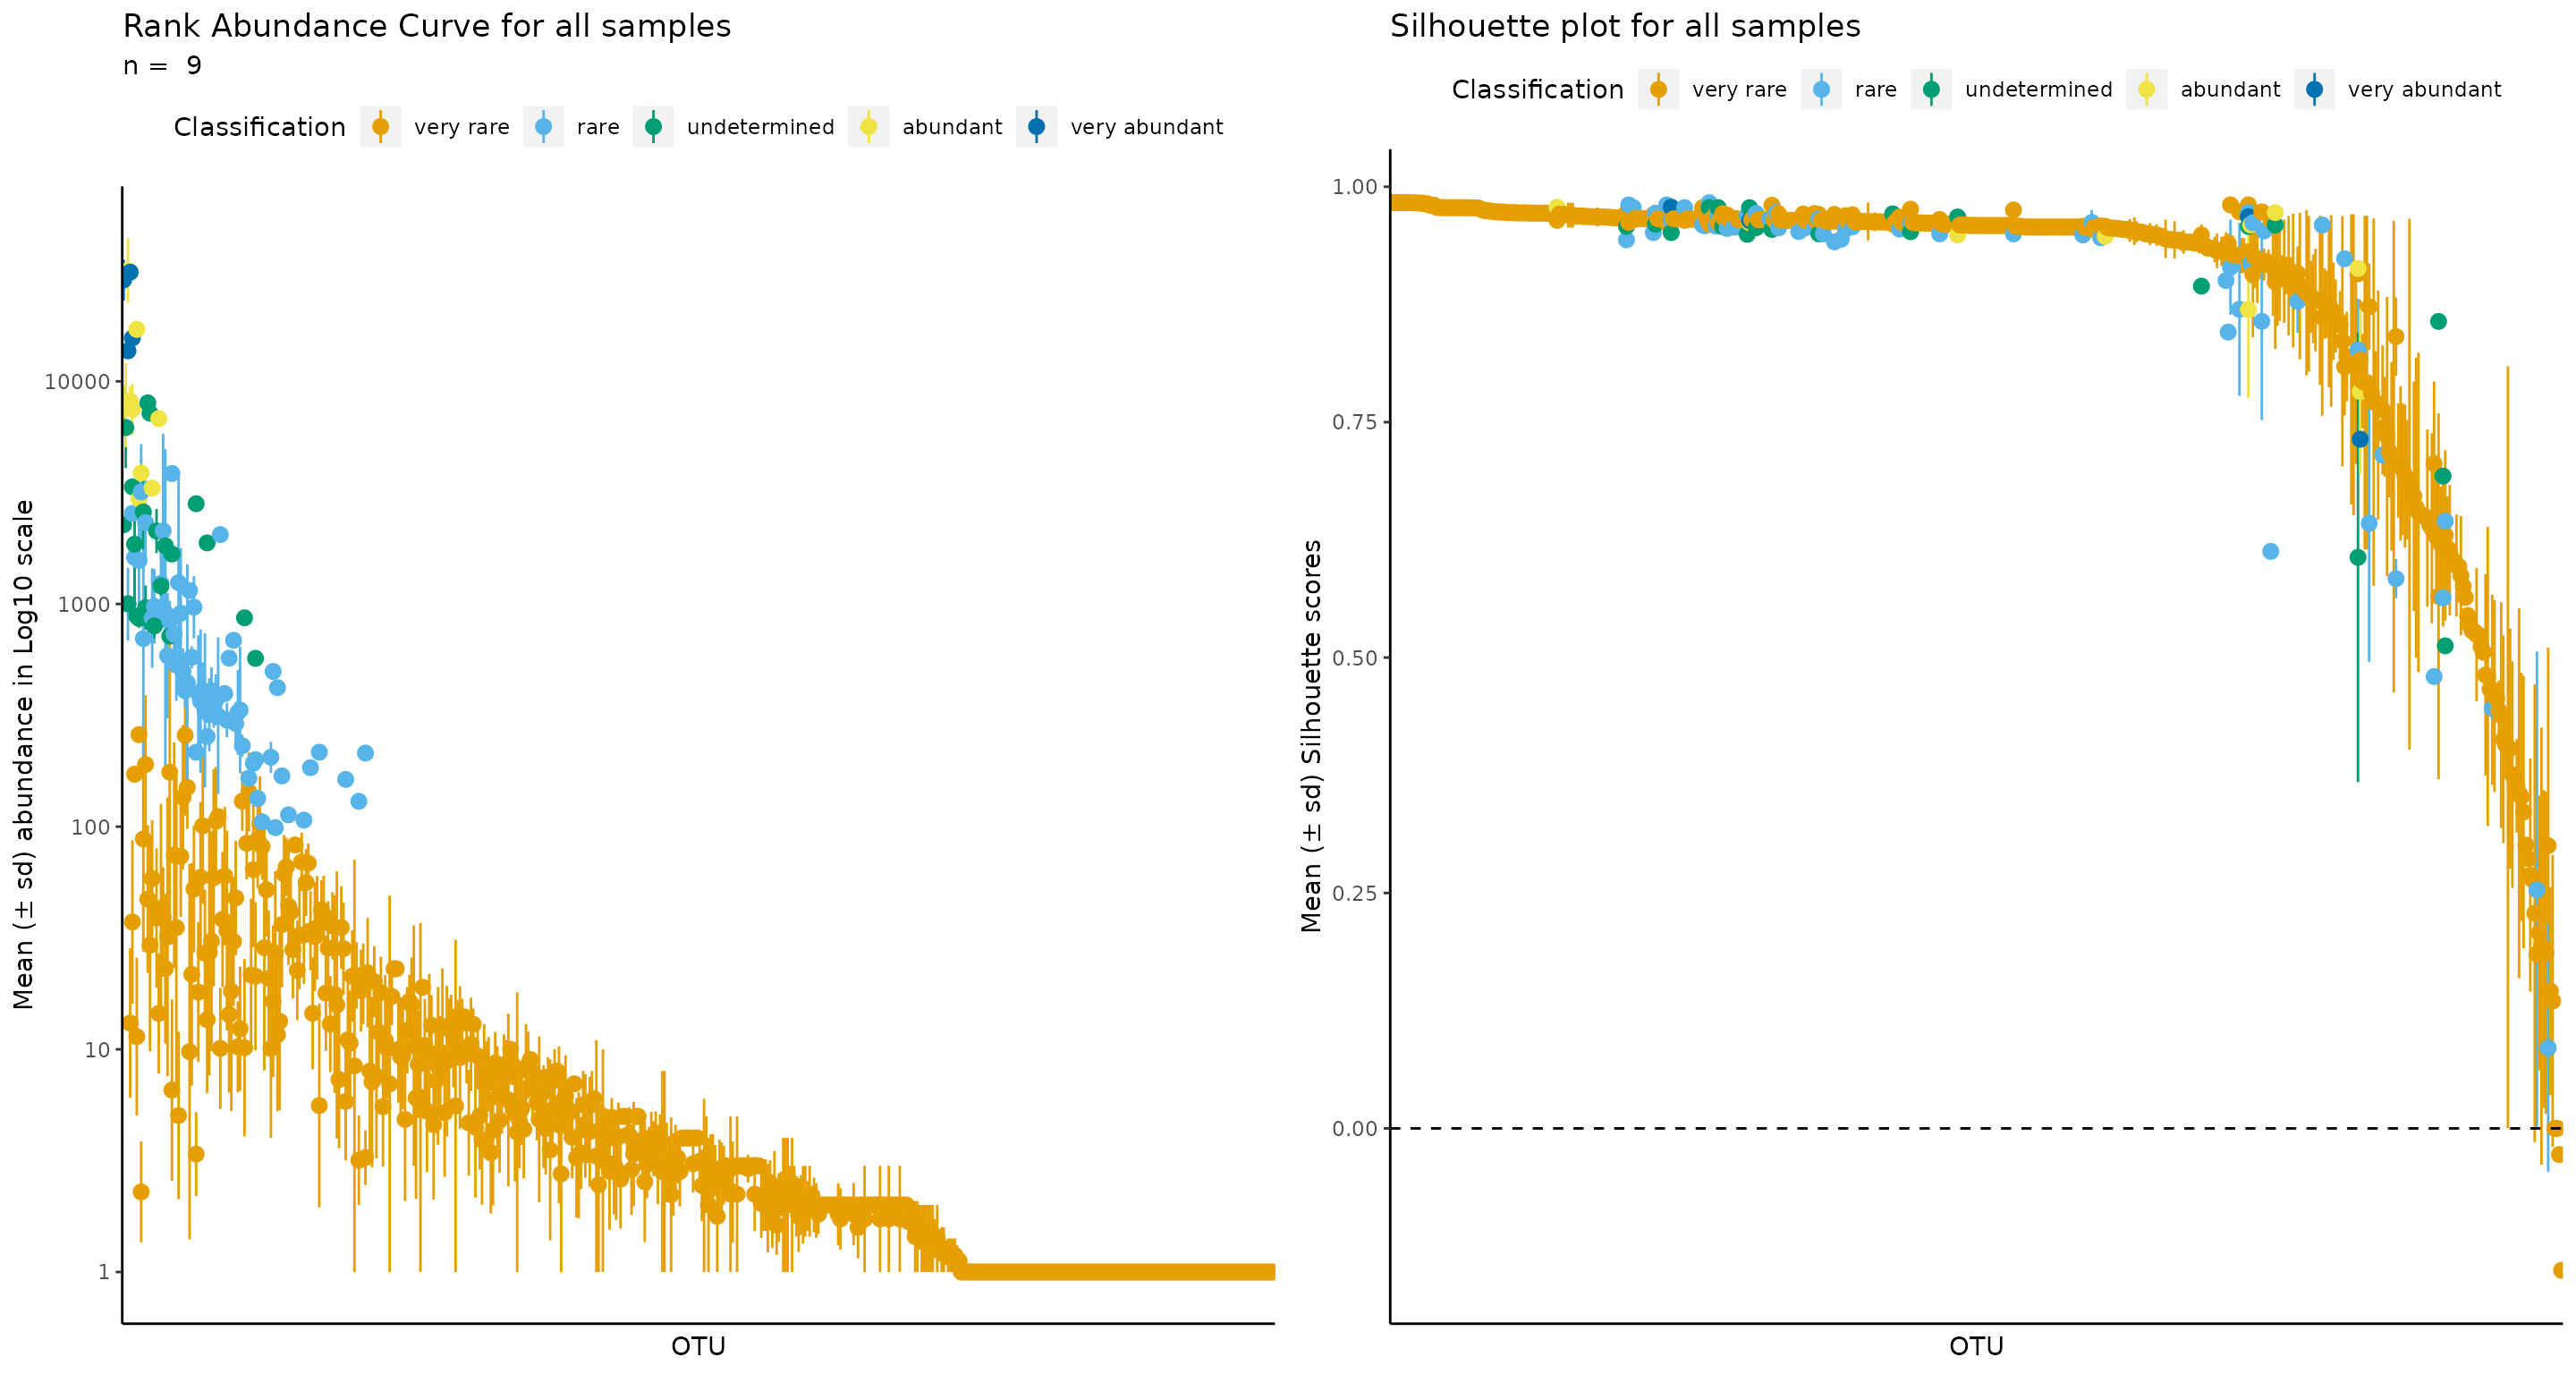 Rank Abundance Curve for all samples
n =  9
Classification very rare rare undetermined abundant very abundant
Mean (± sd) abundance in Log10 scale
10000
1000
100
10
1
OTU
Silhouette plot for all samples
Classification very rare rare undetermined abundant very abundant
Mean (± sd) Silhouette scores
1.00
0.75
0.50
0.25
0.00
OTU